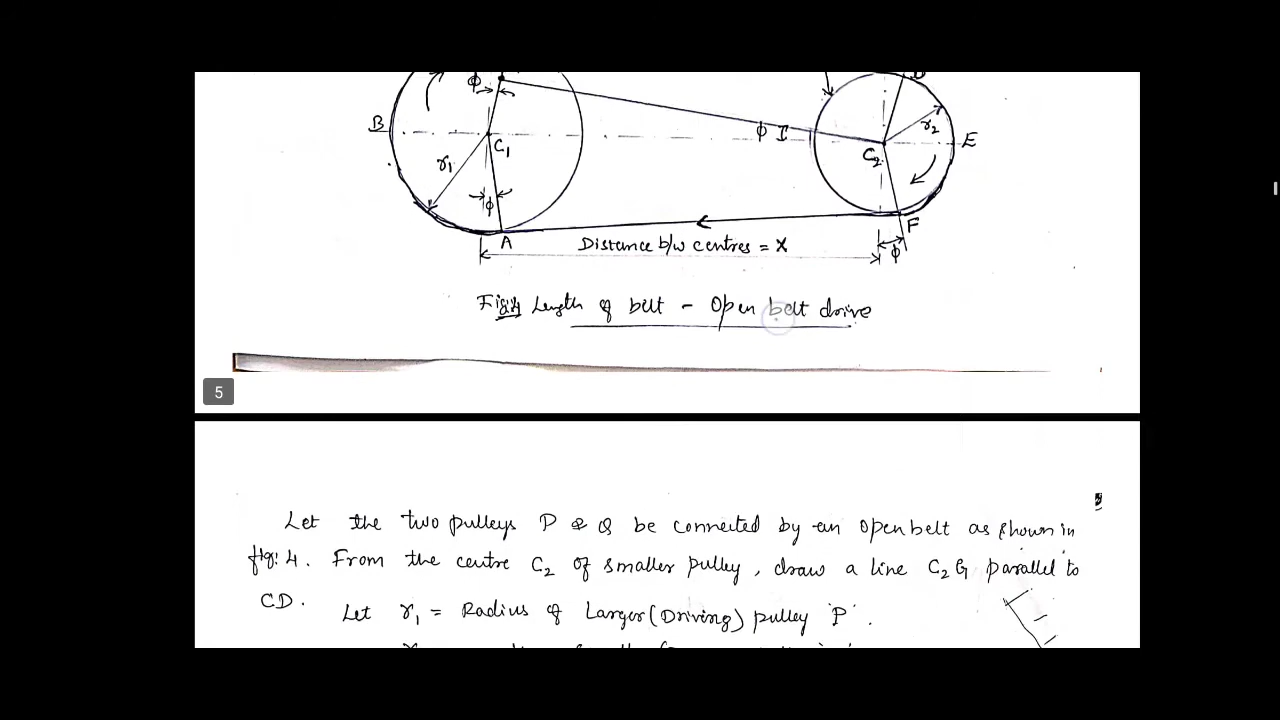 ϕ
D
B
ϕ I
r₂
E
C₁
C₂
r₁
ϕ
F
A
Distance b/w centres = X
ϕ
Length of belt - Open belt drive
5
Let the two pulleys P & Q be connected by an open belt as shown in
fig: 4. From the centre C₂ of smaller pulley, draw a line C₂G parallel to
CD.
Let r₁ = Radius of Larger (Driving) pulley 'P'.